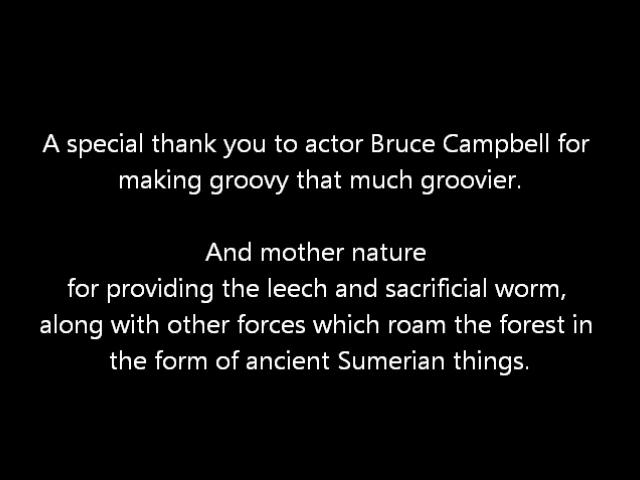 A special thank you to actor Bruce Campbell for
making groovy that much groovier.
And mother nature
for providing the leech and sacrificial worm,
along with other forces which roam the forest in
the form of ancient Sumerian things.